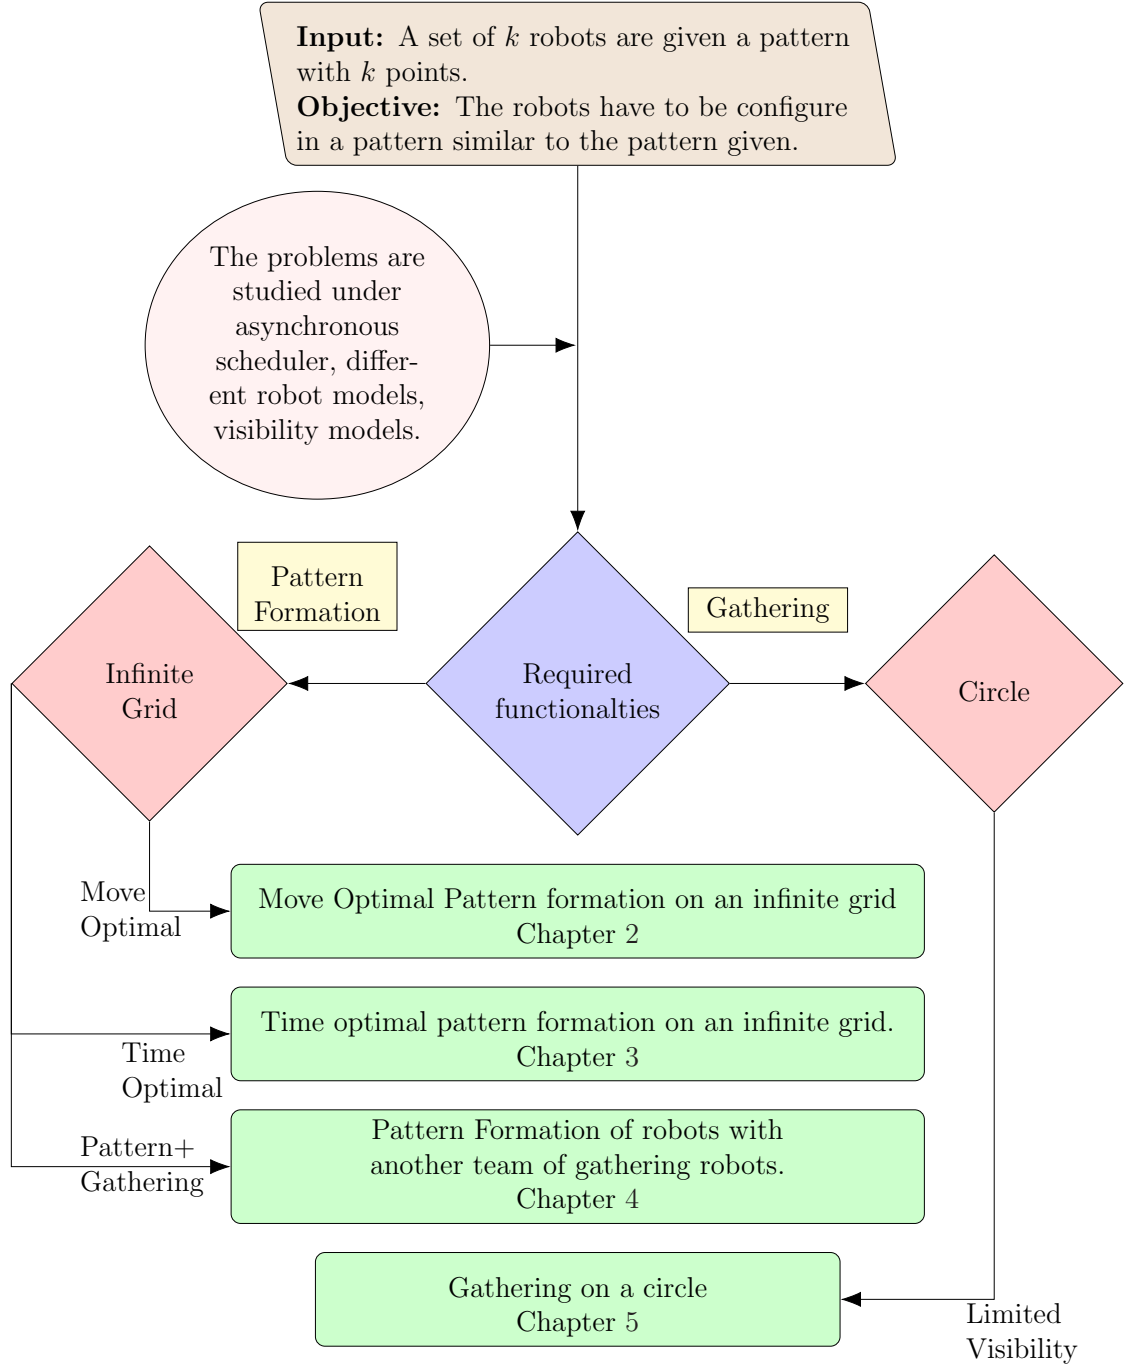 Input: A set of k robots are given a pattern
with k points.
Objective: The robots have to be configure
in a pattern similar to the pattern given.
The problems are
studied under
asynchronous
scheduler, differ-
ent robot models,
visibility models.
Pattern
Formation
Gathering
Infinite
Grid
Required
functionalties
Circle
Move
Optimal
Move Optimal Pattern formation on an infinite grid
Chapter 2
Time optimal pattern formation on an infinite grid.
Chapter 3
Time
Optimal
Pattern+
Gathering
Pattern Formation of robots with
another team of gathering robots.
Chapter 4
Gathering on a circle
Chapter 5
Limited
Visibility